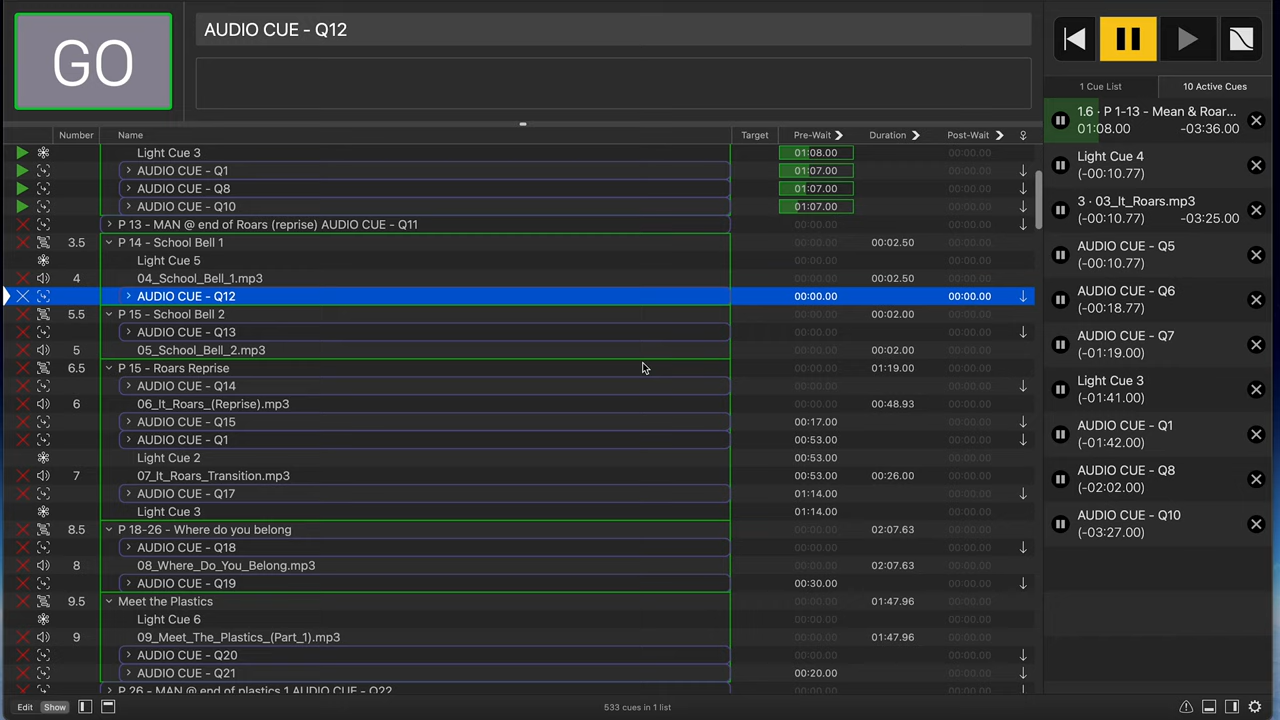 GO
AUDIO CUE - Q12
1 Cue List 10 Active Cues
Number Name Target Pre-Wait Duration Post-Wait
Light Cue 3 01:08.00 00:00.00
AUDIO CUE - Q1 01:07.00 00:00.00
AUDIO CUE - Q8 01:07.00 00:00.00
AUDIO CUE - Q10 01:07.00 00:00.00
P 13 - MAN @ end of Roars (reprise) AUDIO CUE - Q11 00:00.00 00:00.00
3.5 P 14 - School Bell 1 00:00.00 00:02.50 00:00.00
Light Cue 5 00:00.00 00:00.00
4 04_School_Bell_1.mp3 00:00.00 00:02.50 00:00.00
AUDIO CUE - Q12 00:00.00 00:00.00
5.5 P 15 - School Bell 2 00:00.00 00:02.00 00:00.00
AUDIO CUE - Q13 00:00.00 00:00.00
5 05_School_Bell_2.mp3 00:00.00 00:02.00 00:00.00
6.5 P 15 - Roars Reprise 00:00.00 01:19.00 00:00.00
AUDIO CUE - Q14 00:00.00 00:00.00
6 06_It_Roars_(Reprise).mp3 00:00.00 00:48.93 00:00.00
AUDIO CUE - Q15 00:17.00 00:00.00
AUDIO CUE - Q1 00:53.00 00:00.00
Light Cue 2 00:53.00 00:00.00
7 07_It_Roars_Transition.mp3 00:53.00 00:26.00 00:00.00
AUDIO CUE - Q17 01:14.00 00:00.00
Light Cue 3 01:14.00 00:00.00
8.5 P 18-26 - Where do you belong 00:00.00 02:07.63 00:00.00
AUDIO CUE - Q18 00:00.00 00:00.00
8 08_Where_Do_You_Belong.mp3 00:00.00 02:07.63 00:00.00
AUDIO CUE - Q19 00:30.00 00:00.00
9.5 Meet the Plastics 00:00.00 01:47.96 00:00.00
Light Cue 6 00:00.00 00:00.00
9 09_Meet_The_Plastics_(Part_1).mp3 00:00.00 01:47.96 00:00.00
AUDIO CUE - Q20 00:00.00 00:00.00
AUDIO CUE - Q21 00:20.00 00:00.00
P 26 - MAN @ end of plastics 1 AUDIO CUE - Q22
1.6 · P 1-13 - Mean & Roar...
01:08.00 -03:36.00
Light Cue 4
(-00:10.77)
3 · 03_It_Roars.mp3
(-00:10.77) -03:25.00
AUDIO CUE - Q5
(-00:10.77)
AUDIO CUE - Q6
(-00:18.77)
AUDIO CUE - Q7
(-01:19.00)
Light Cue 3
(-01:41.00)
AUDIO CUE - Q1
(-01:42.00)
AUDIO CUE - Q8
(-02:02.00)
AUDIO CUE - Q10
(-03:27.00)
Edit Show 533 cues in 1 list